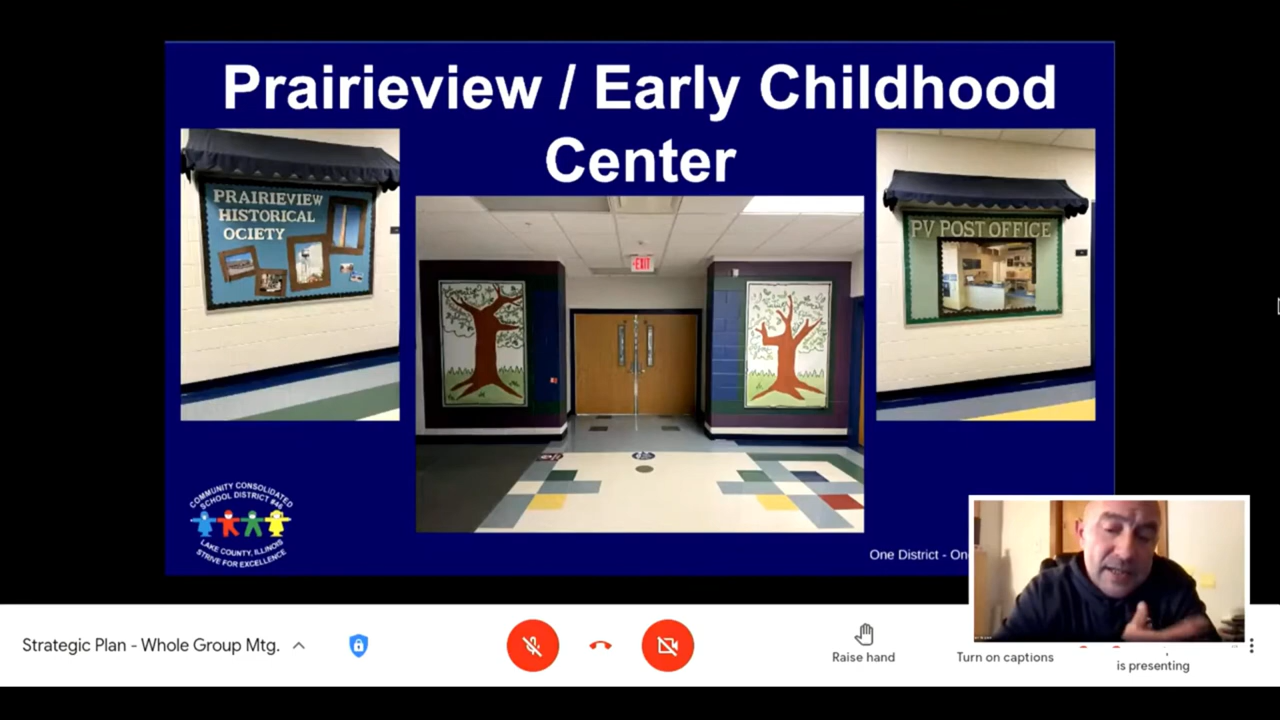 Prairieview / Early Childhood
Center
PRAIRIEVIEW
HISTORICAL
OCIETY
EXIT
PV POST OFFICE
COMMUNITY CONSOLIDATED
SCHOOL DISTRICT #46
LAKE COUNTY, ILLINOIS
STRIVE FOR EXCELLENCE
One District - On
Strategic Plan - Whole Group Mtg.
Raise hand
Turn on captions
is presenting